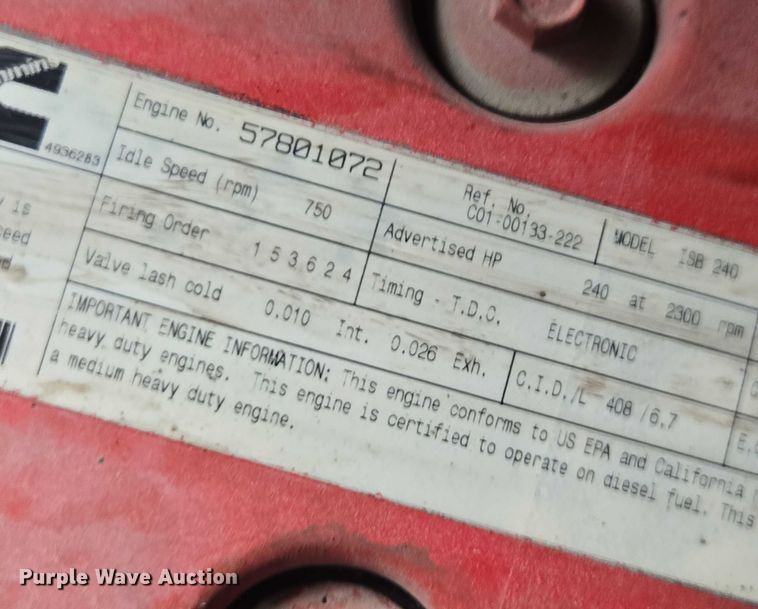 4936283
Engine No. 57801072
Ref. No. C01-00133-222
MODEL ISB 240
Idle Speed (rpm) 750
Advertised HP 240 at 2300 rpm
Firing Order 1 5 3 6 2 4
Timing - T.D.C. ELECTRONIC
Valve lash cold 0.010 Int. 0.026 Exh.
C.I.D./L 408 /6.7
IMPORTANT ENGINE INFORMATION: This engine conforms to US EPA and California
heavy duty engines. This engine is certified to operate on diesel fuel. This
a medium heavy duty engine.
is
Purple Wave Auction